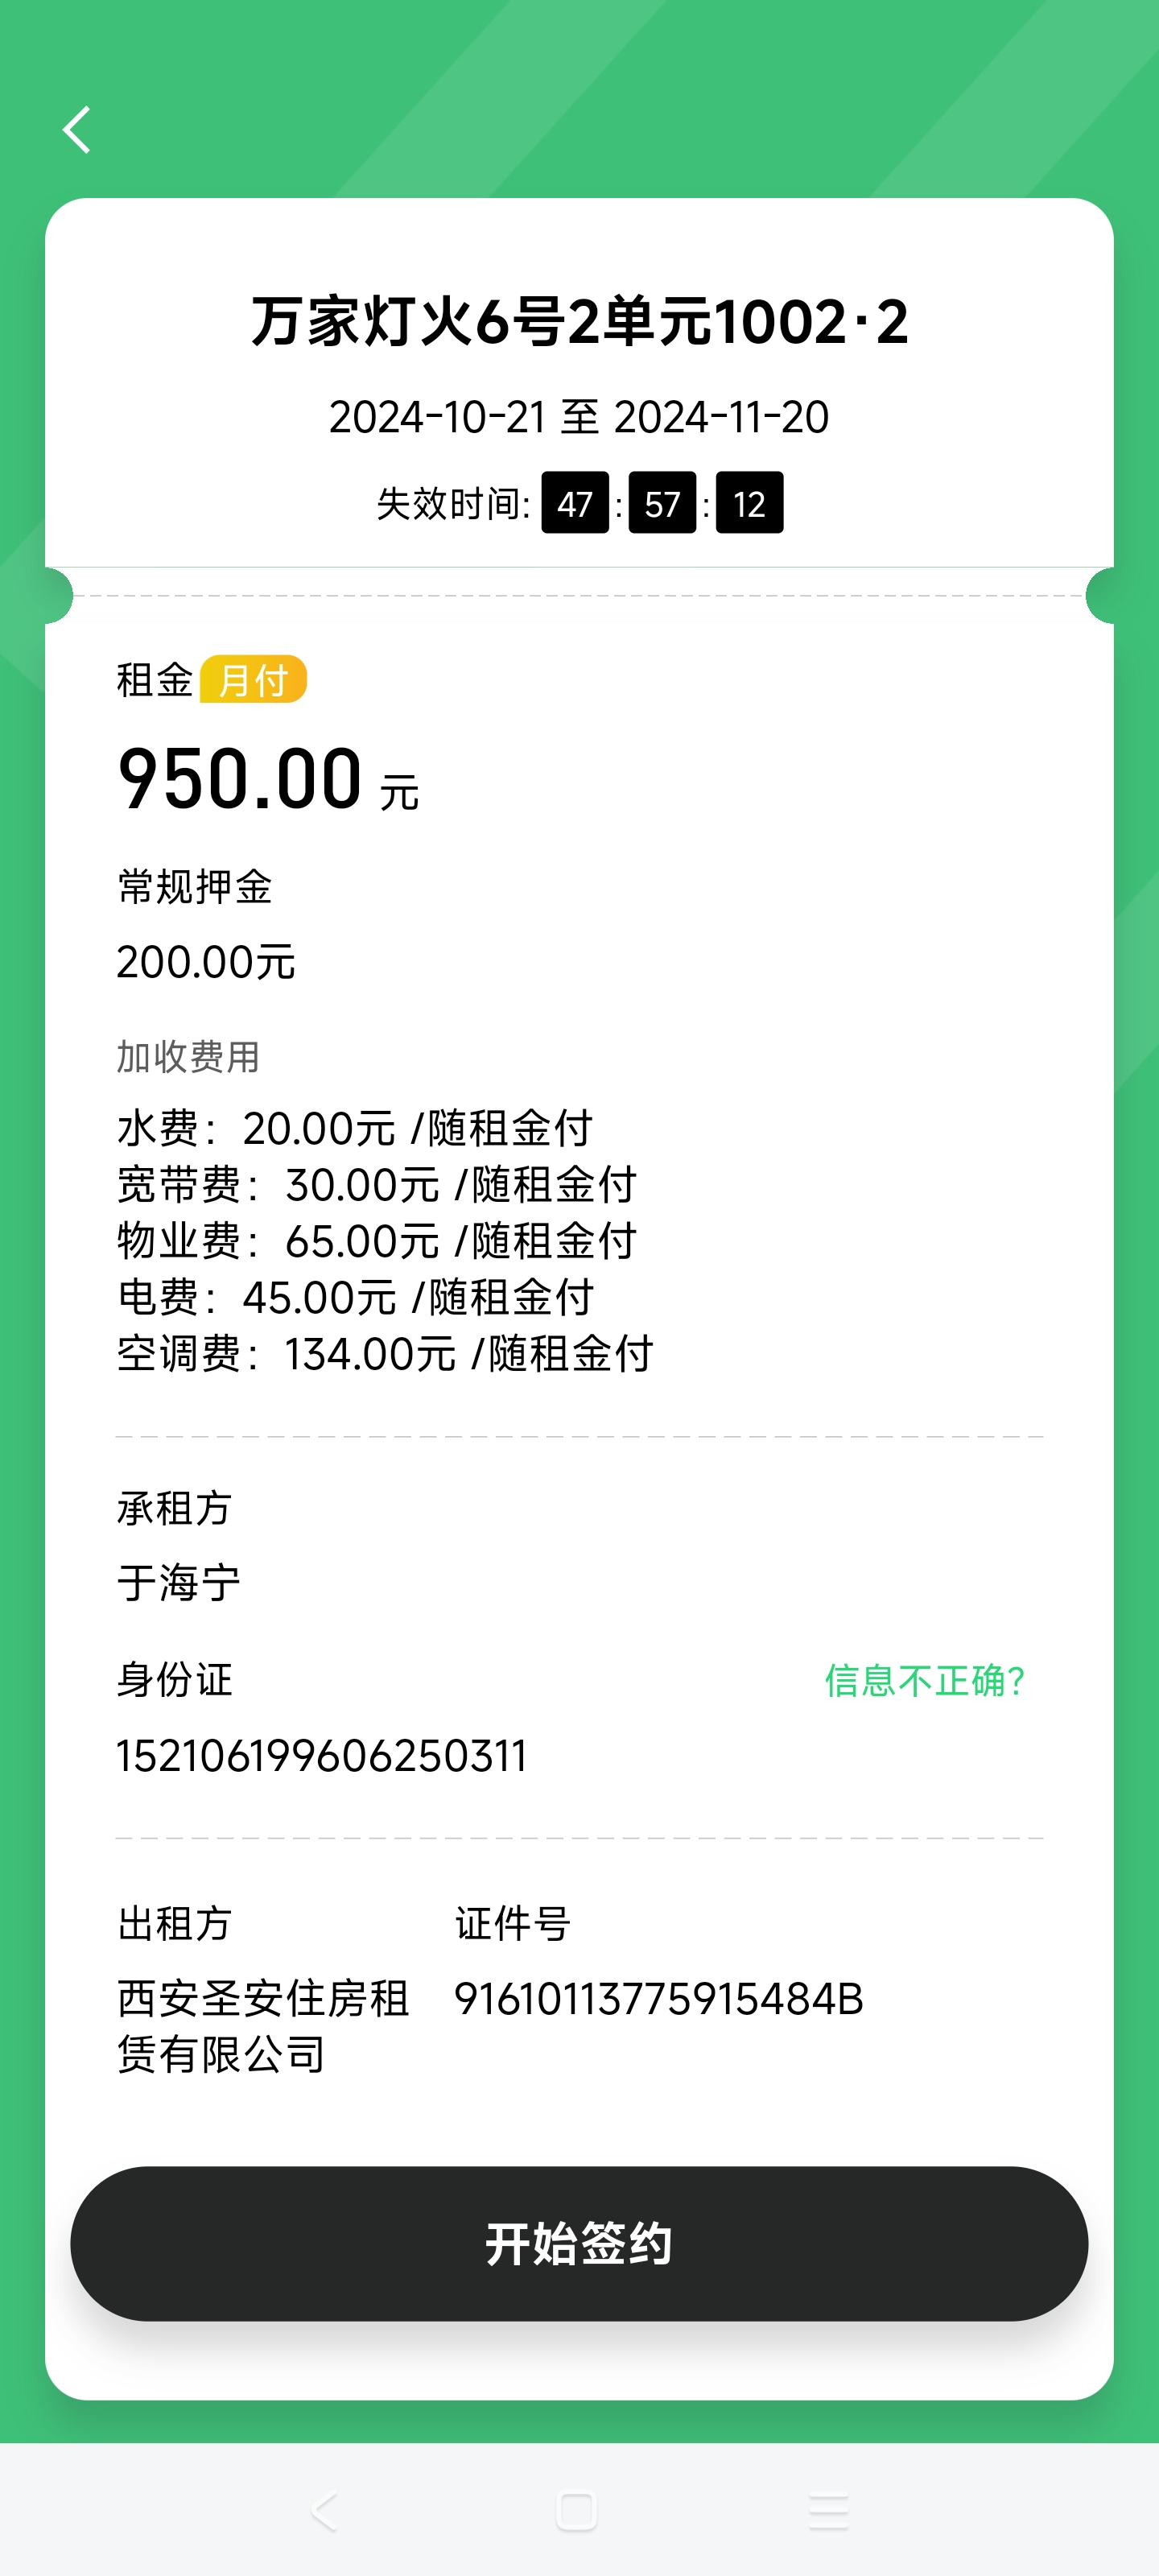 万家灯火6号2单元1002·2
2024-10-21 至 2024-11-20
失效时间: 47 : 57 : 12
租金 月付
950.00 元
常规押金
200.00元
加收费用
水费：20.00元 /随租金付
宽带费：30.00元 /随租金付
物业费：65.00元 /随租金付
电费：45.00元 /随租金付
空调费：134.00元 /随租金付
承租方
于海宁
身份证 信息不正确?
152106199606250311
出租方 证件号
西安圣安住房租 91610113775915484B
赁有限公司
开始签约